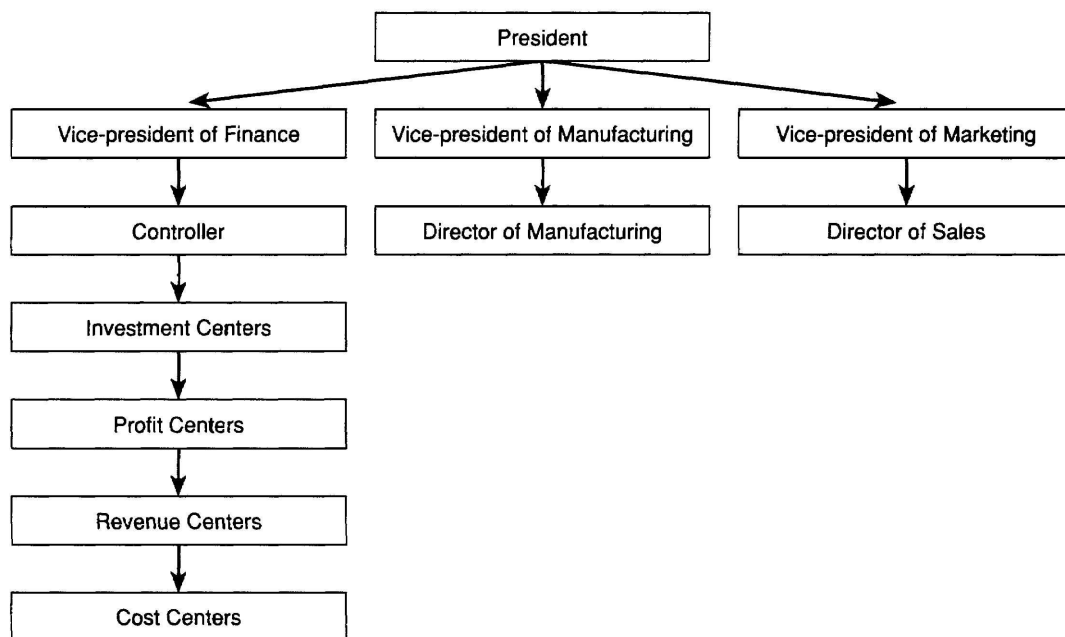 President
Vice-president of Finance
Vice-president of Manufacturing
Vice-president of Marketing
Controller
Director of Manufacturing
Director of Sales
Investment Centers
Profit Centers
Revenue Centers
Cost Centers